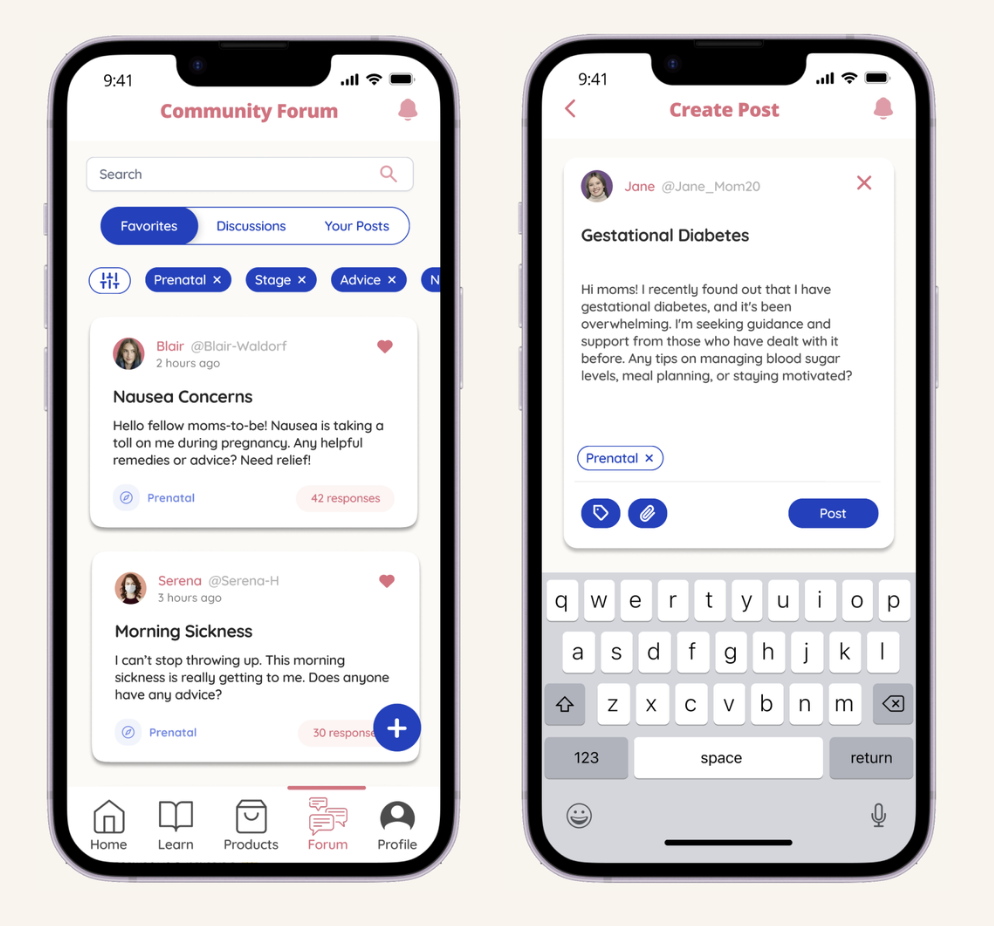 9:41
Community Forum
Search
Favorites Discussions Your Posts
Prenatal × Stage × Advice × N
Blair @Blair-Waldorf
2 hours ago
Nausea Concerns
Hello fellow moms-to-be! Nausea is taking a
toll on me during pregnancy. Any helpful
remedies or advice? Need relief!
Prenatal 42 responses
Serena @Serena-H
3 hours ago
Morning Sickness
I can't stop throwing up. This morning
sickness is really getting to me. Does anyone
have any advice?
Prenatal 30 response
Home Learn Products Forum Profile
9:41
Create Post
Jane @Jane_Mom20
Gestational Diabetes
Hi moms! I recently found out that I have
gestational diabetes, and it's been
overwhelming. I'm seeking guidance and
support from those who have dealt with it
before. Any tips on managing blood sugar
levels, meal planning, or staying motivated?
Prenatal ×
Post
q w e r t y u i o p
a s d f g h j k l
z x c v b n m
123 space return